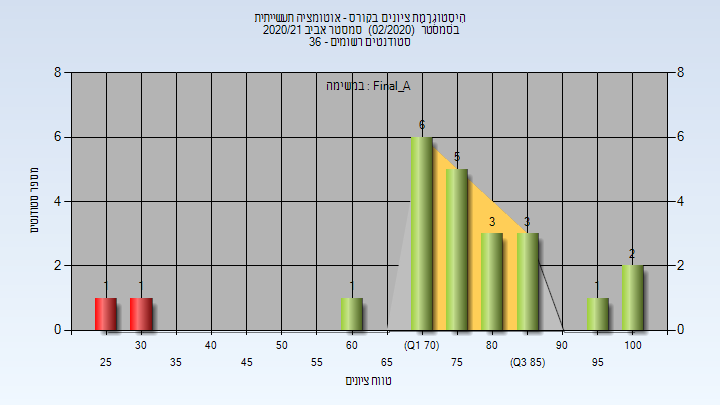 היסטוגרמת ציונים בקורס - אוטומציה תעשייתית
בסמסטר (02/2020) סמסטר אביב 2020/21
סטודנטים רשומים - 36
במשימה : Final_A
8 8
6 6
4 4
2 2
0 0
מספר סטודנטים
1 1 1 6 5 3 3 1 2
30 40 50 60 (Q1 70) 80 90 100
25 35 45 55 65 75 (Q3 85) 95
טווח ציונים